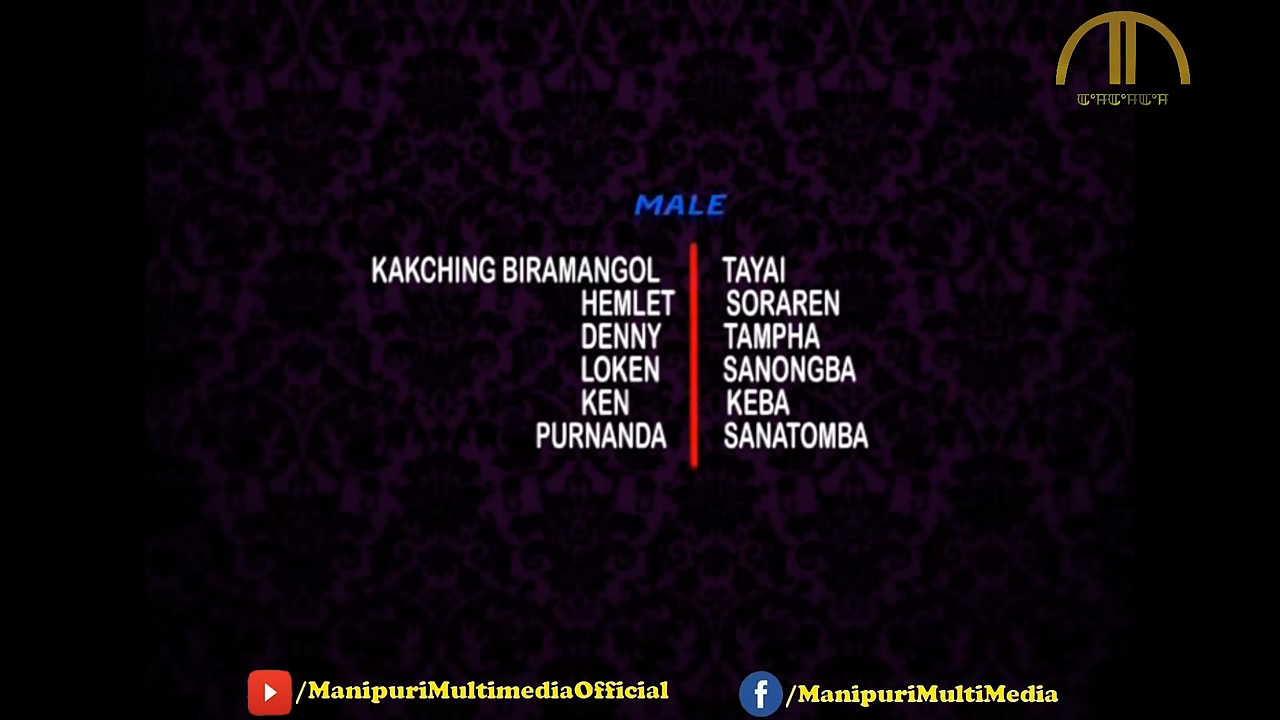 MALE
KAKCHING BIRAMANGOL TAYAI
HEMLET SORAREN
DENNY TAMPHA
LOKEN SANONGBA
KEN KEBA
PURNANDA SANATOMBA
/ManipuriMultimediaOfficial
/ManipuriMultiMedia